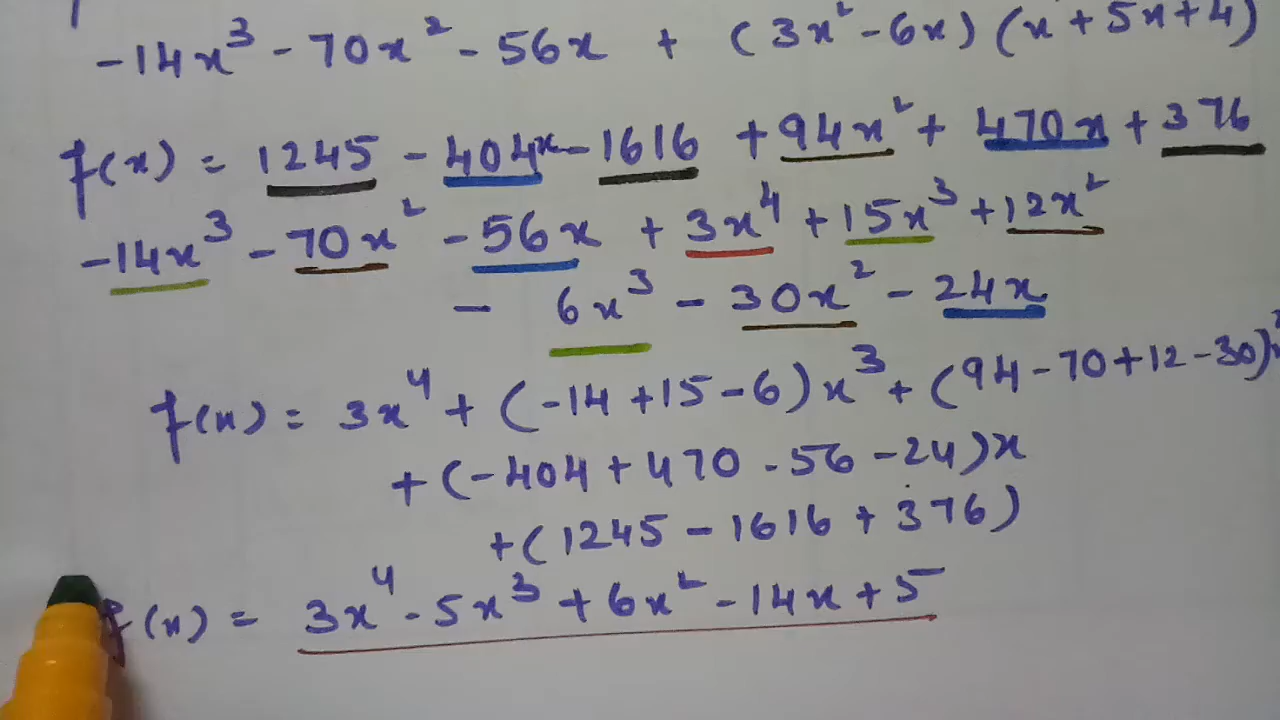 -14x³ - 70x² - 56x + (3x² - 6x) (x + 5x + 4)
f(x) = 1245 - 404x - 1616 + 94x² + 470x + 376
-14x³ - 70x² - 56x + 3x⁴ + 15x³ + 12x²
- 6x³ - 30x² - 24x
f(x) = 3x⁴ + (-14 + 15 - 6)x³ + (94 - 70 + 12 - 30)x²
+ (-404 + 470 - 56 - 24)x
+ (1245 - 1616 + 376)
f(x) = 3x⁴ - 5x³ + 6x² - 14x + 5